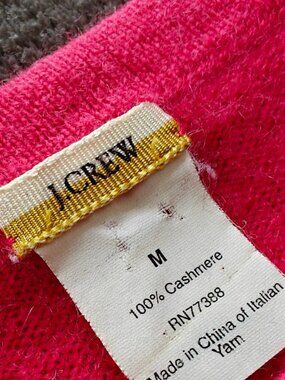 J.CREW
M
100% Cashmere
RN77388
Made in China of Italian
Yarn